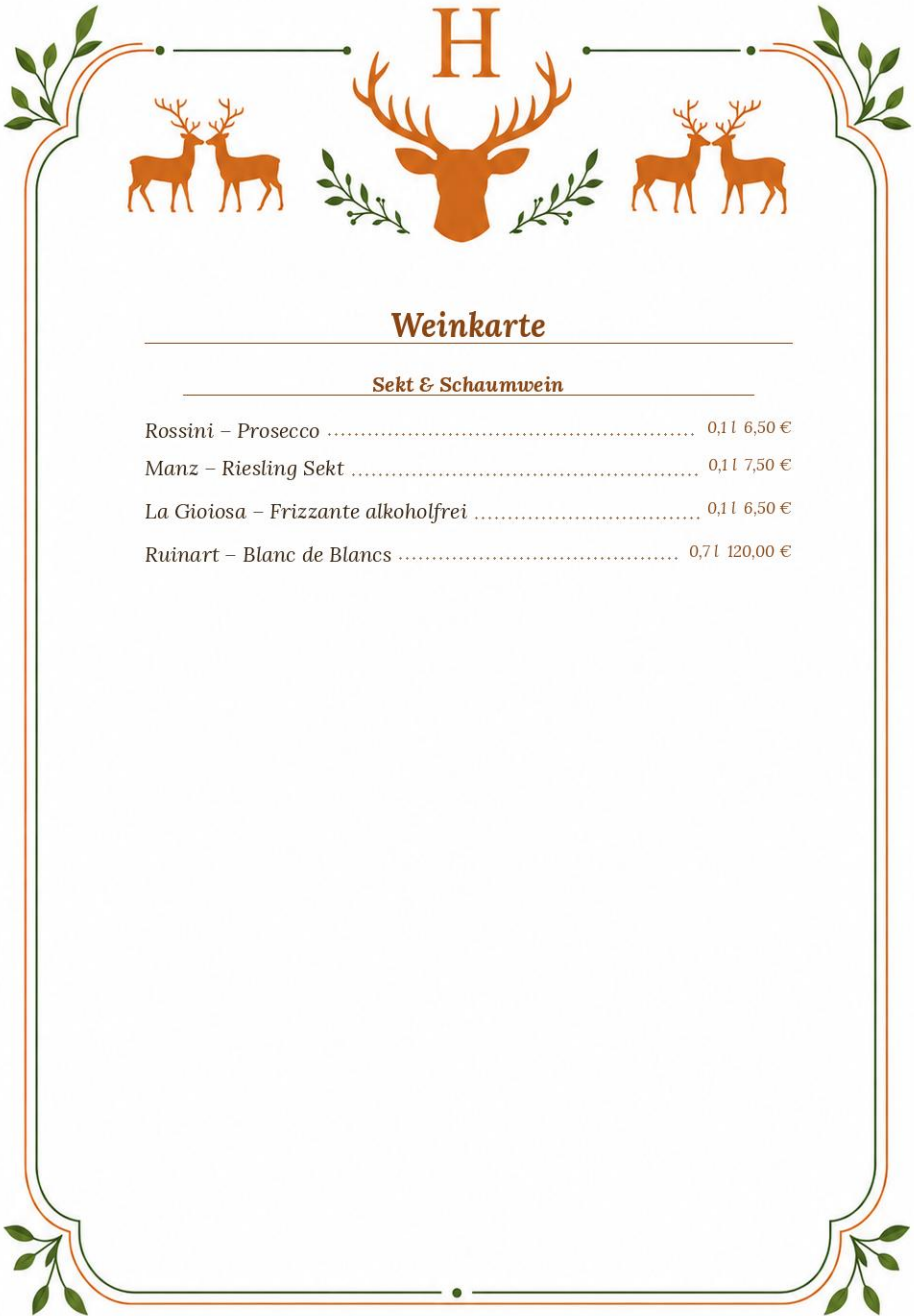 H
Weinkarte
Sekt & Schaumwein
Rossini – Prosecco ........................................................ 0,1 l 6,50 €
Manz – Riesling Sekt ..................................................... 0,1 l 7,50 €
La Gioiosa – Frizzante alkoholfrei .................................. 0,1 l 6,50 €
Ruinart – Blanc de Blancs ........................................... 0,7 l 120,00 €